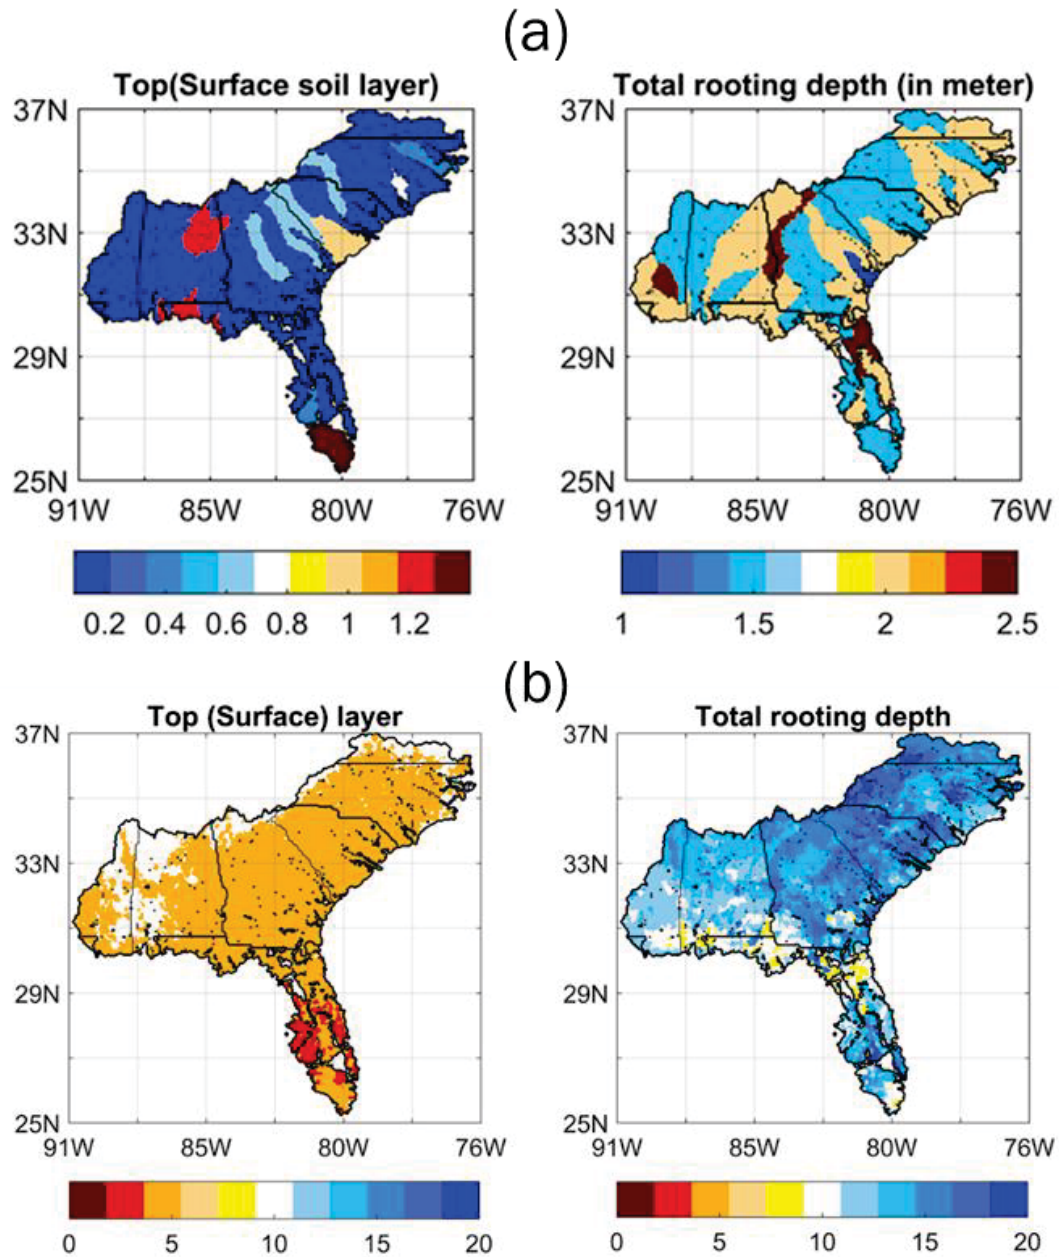 (a)
Top(Surface soil layer)
Total rooting depth (in meter)
37N
33N
29N
25N
91W 85W 80W 76W
0.2 0.4 0.6 0.8 1 1.2
37N
33N
29N
25N
91W 85W 80W 76W
1 1.5 2 2.5
(b)
Top (Surface) layer
Total rooting depth
37N
33N
29N
25N
91W 85W 80W 76W
0 5 10 15 20
37N
33N
29N
25N
91W 85W 80W 76W
0 5 10 15 20